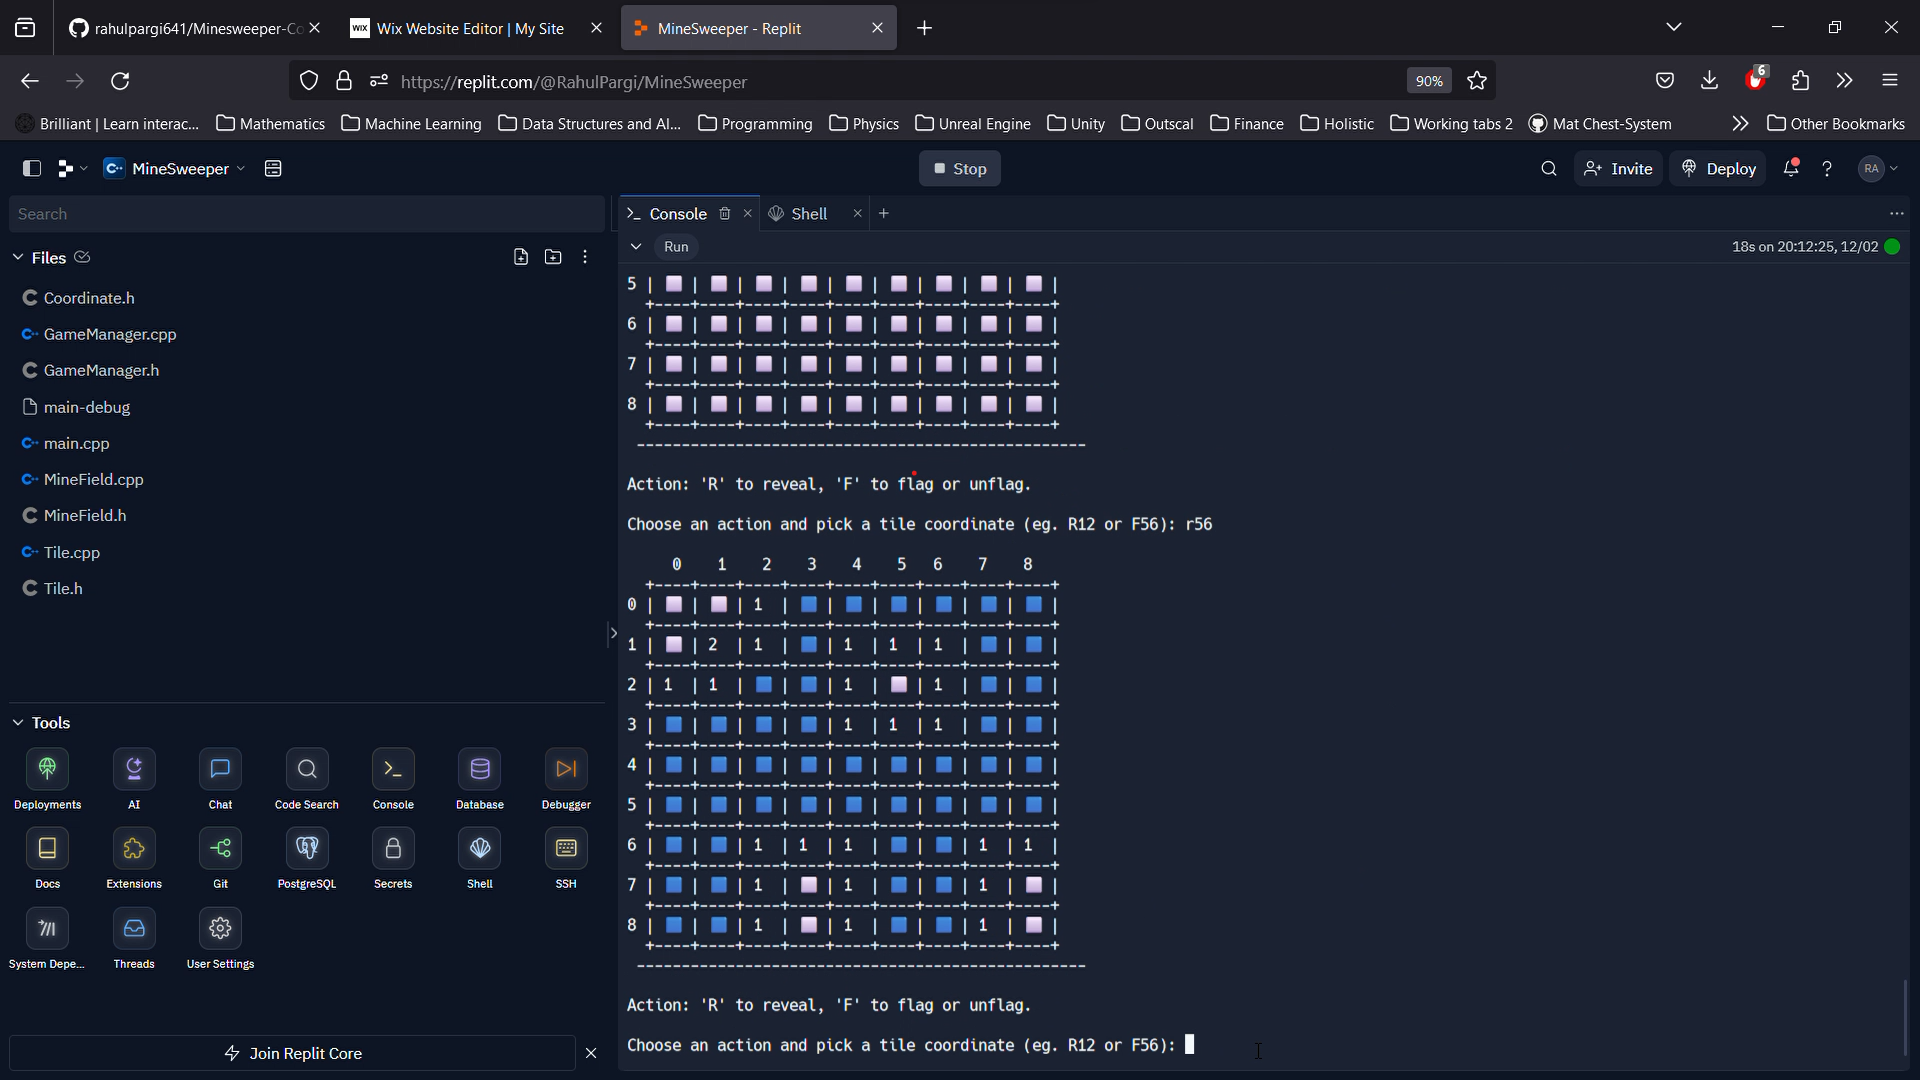 rahulpargi641/Minesweeper-Co
WiX Wix Website Editor | My Site
MineSweeper - Replit
https://replit.com/@RahulPargi/MineSweeper
90%
6
Brilliant | Learn interac...
Mathematics
Machine Learning
Data Structures and Al...
Programming
Physics
Unreal Engine
Unity
Outscal
Finance
Holistic
Working tabs 2
Mat Chest-System
Other Bookmarks
MineSweeper
Stop
Invite
Deploy
?
RA
Search
Console
Shell
Files
Run
18s on 20:12:25, 12/02
Coordinate.h
GameManager.cpp
GameManager.h
main-debug
main.cpp
MineField.cpp
MineField.h
Tile.cpp
Tile.h
Tools
Deployments
AI
Chat
Code Search
Console
Database
Debugger
Docs
Extensions
Git
PostgreSQL
Secrets
Shell
SSH
System Depe...
Threads
User Settings
Join Replit Core
5 | ⬜ | ⬜ | ⬜ | ⬜ | ⬜ | ⬜ | ⬜ | ⬜ | ⬜ |
+----+----+----+----+----+----+----+----+----+
6 | ⬜ | ⬜ | ⬜ | ⬜ | ⬜ | ⬜ | ⬜ | ⬜ | ⬜ |
+----+----+----+----+----+----+----+----+----+
7 | ⬜ | ⬜ | ⬜ | ⬜ | ⬜ | ⬜ | ⬜ | ⬜ | ⬜ |
+----+----+----+----+----+----+----+----+----+
8 | ⬜ | ⬜ | ⬜ | ⬜ | ⬜ | ⬜ | ⬜ | ⬜ | ⬜ |
+----+----+----+----+----+----+----+----+----+
--------------------------------------------------
Action: 'R' to reveal, 'F' to flag or unflag.
Choose an action and pick a tile coordinate (eg. R12 or F56): r56
0 1 2 3 4 5 6 7 8
+----+----+----+----+----+----+----+----+----+
0 | ⬜ | ⬜ | 1 | 🟦 | 🟦 | 🟦 | 🟦 | 🟦 | 🟦 |
+----+----+----+----+----+----+----+----+----+
1 | ⬜ | 2 | 1 | 🟦 | 1 | 1 | 1 | 🟦 | 🟦 |
+----+----+----+----+----+----+----+----+----+
2 | 1 | 1 | 🟦 | 🟦 | 1 | ⬜ | 1 | 🟦 | 🟦 |
+----+----+----+----+----+----+----+----+----+
3 | 🟦 | 🟦 | 🟦 | 🟦 | 1 | 1 | 1 | 🟦 | 🟦 |
+----+----+----+----+----+----+----+----+----+
4 | 🟦 | 🟦 | 🟦 | 🟦 | 🟦 | 🟦 | 🟦 | 🟦 | 🟦 |
+----+----+----+----+----+----+----+----+----+
5 | 🟦 | 🟦 | 🟦 | 🟦 | 🟦 | 🟦 | 🟦 | 🟦 | 🟦 |
+----+----+----+----+----+----+----+----+----+
6 | 🟦 | 🟦 | 1 | 1 | 1 | 🟦 | 🟦 | 1 | 1 |
+----+----+----+----+----+----+----+----+----+
7 | 🟦 | 🟦 | 1 | ⬜ | 1 | 🟦 | 🟦 | 1 | ⬜ |
+----+----+----+----+----+----+----+----+----+
8 | 🟦 | 🟦 | 1 | ⬜ | 1 | 🟦 | 🟦 | 1 | ⬜ |
+----+----+----+----+----+----+----+----+----+
--------------------------------------------------
Action: 'R' to reveal, 'F' to flag or unflag.
Choose an action and pick a tile coordinate (eg. R12 or F56):